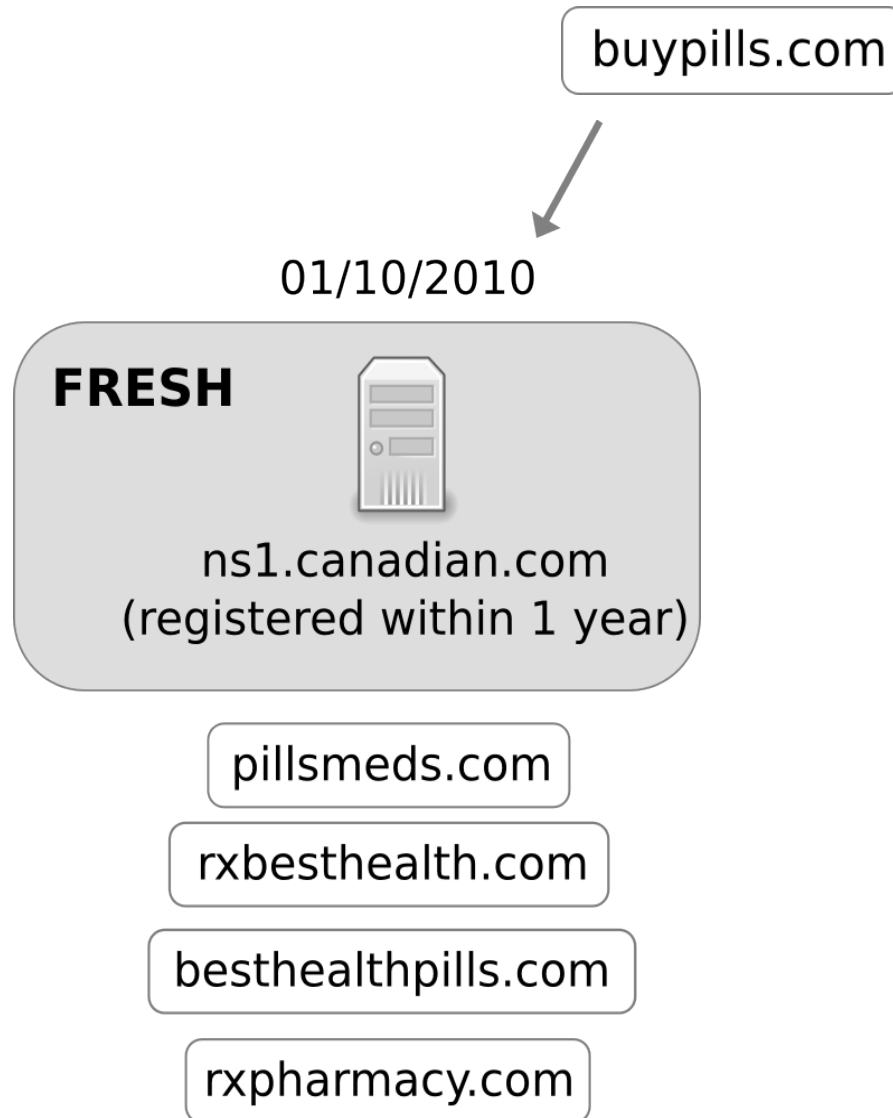 buypills.com
01/10/2010
FRESH
ns1.canadian.com
(registered within 1 year)
pillsmeds.com
rxbesthealth.com
besthealthpills.com
rxpharmacy.com